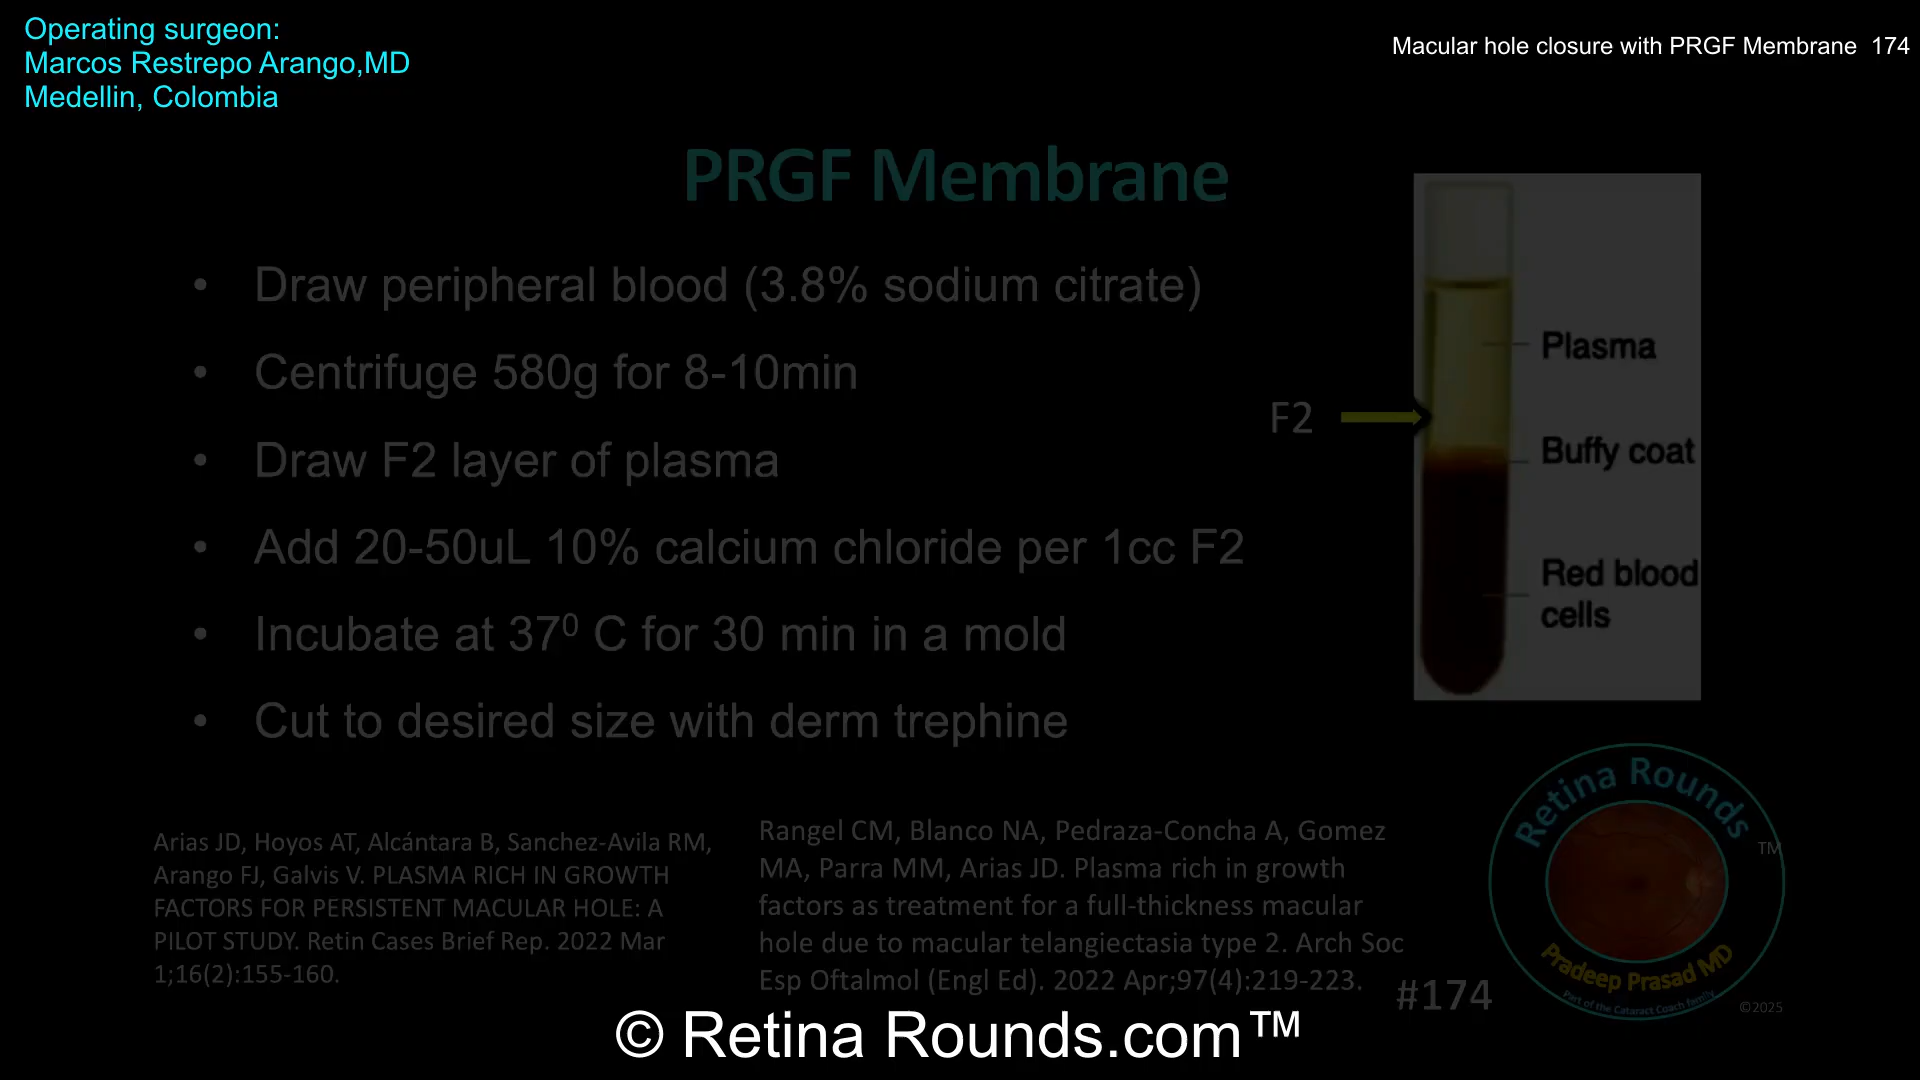 Operating surgeon:
Marcos Restrepo Arango,MD
Medellin, Colombia
Macular hole closure with PRGF Membrane 174
PRGF Membrane
• Draw peripheral blood (3.8% sodium citrate)
• Centrifuge 580g for 8-10min
• Draw F2 layer of plasma
• Add 20-50uL 10% calcium chloride per 1cc F2
• Incubate at 37⁰ C for 30 min in a mold
• Cut to desired size with derm trephine
F2
Plasma
Buffy coat
Red blood
cells
Arias JD, Hoyos AT, Alcántara B, Sanchez-Avila RM,
Arango FJ, Galvis V. PLASMA RICH IN GROWTH
FACTORS FOR PERSISTENT MACULAR HOLE: A
PILOT STUDY. Retin Cases Brief Rep. 2022 Mar
1;16(2):155-160.
Rangel CM, Blanco NA, Pedraza-Concha A, Gomez
MA, Parra MM, Arias JD. Plasma rich in growth
factors as treatment for a full-thickness macular
hole due to macular telangiectasia type 2. Arch Soc
Esp Oftalmol (Engl Ed). 2022 Apr;97(4):219-223.
#174
Retina Rounds
TM
Pradeep Prasad MD
Part of the Cataract Coach family
©2025
© Retina Rounds.com™